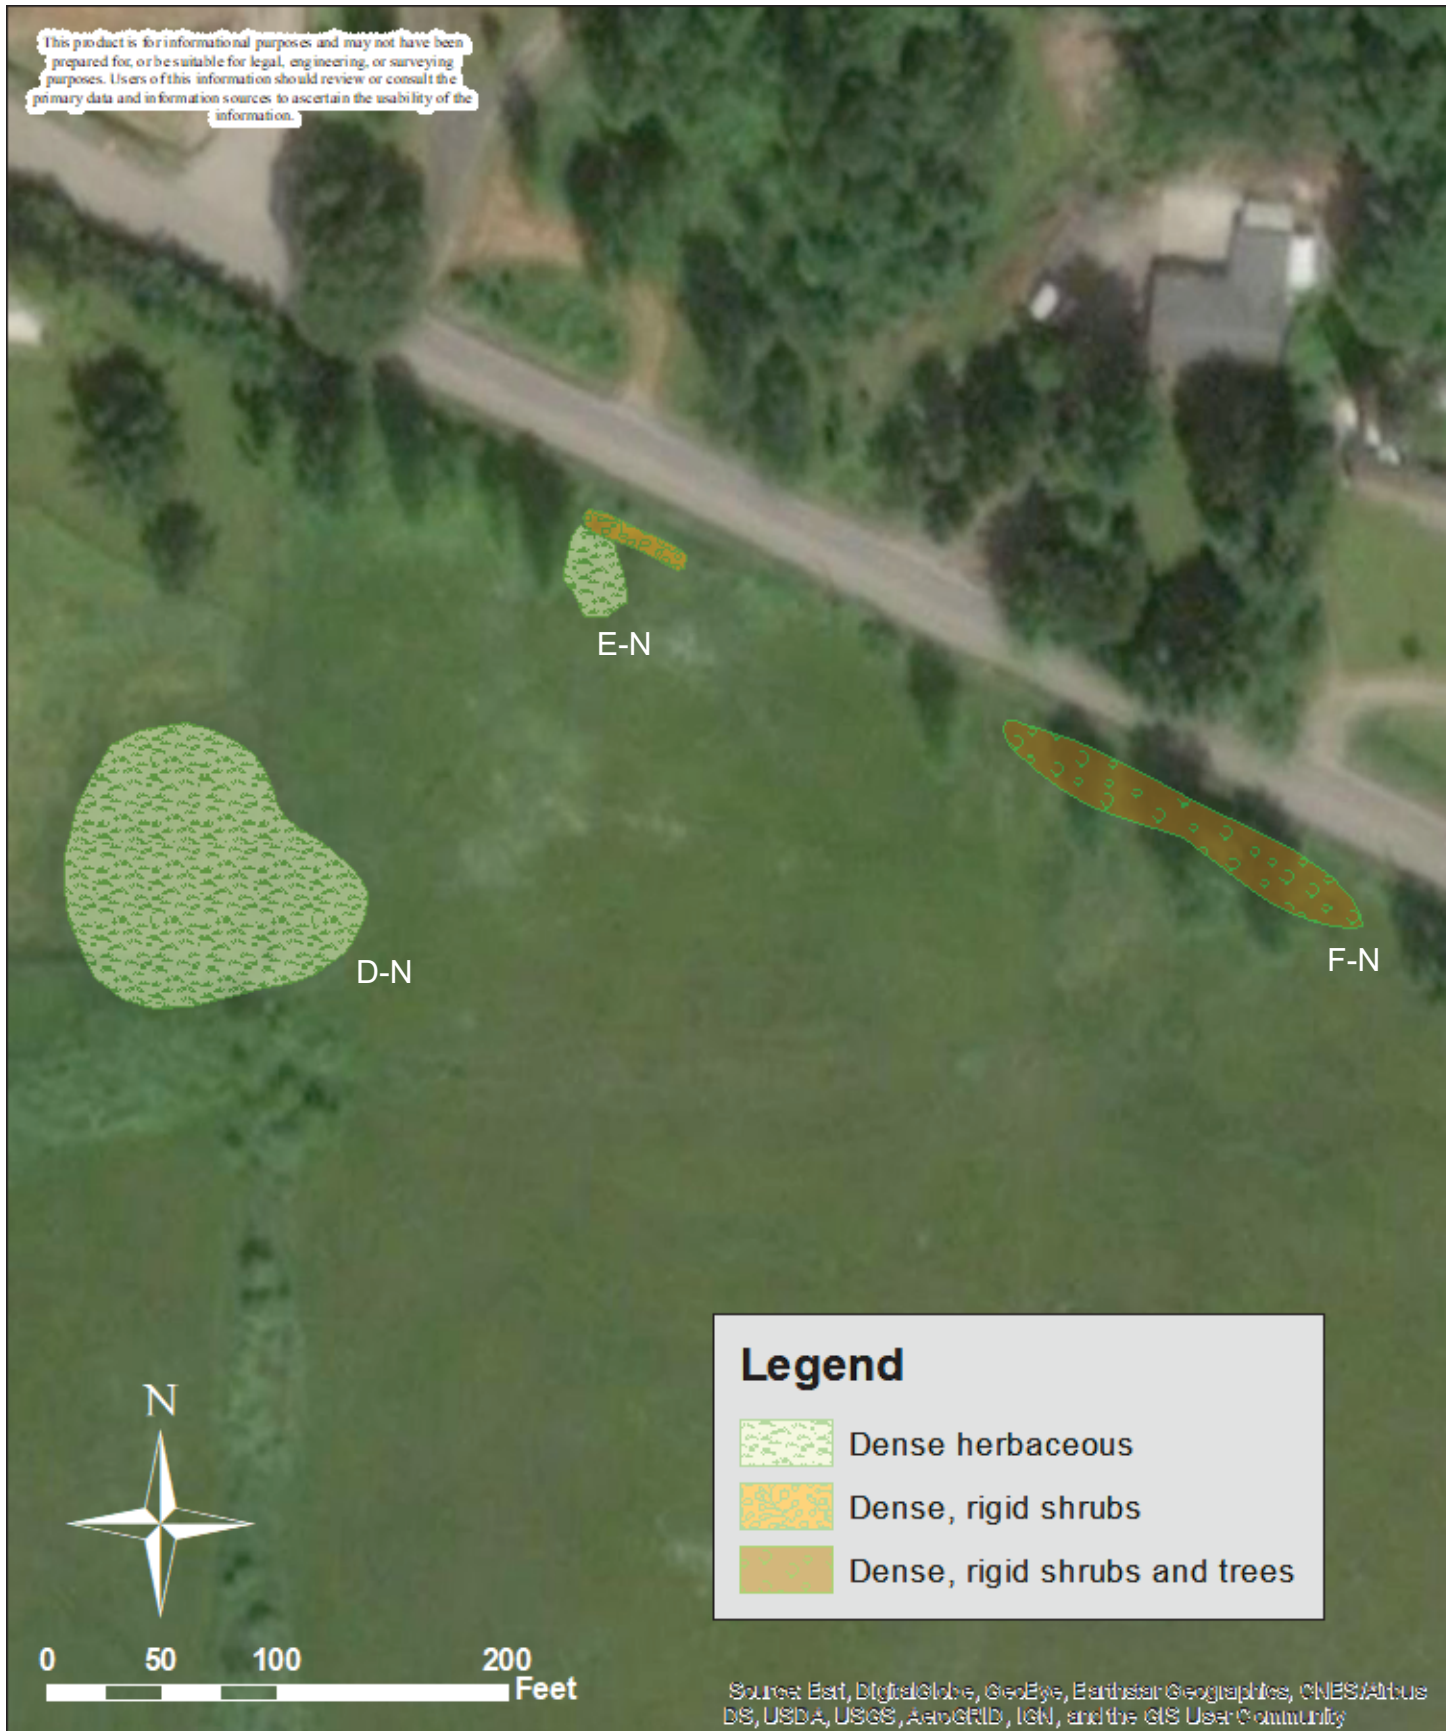 This product is for informational purposes and may not have been
prepared for, or be suitable for legal, engineering, or surveying
purposes. Users of this information should review or consult the
primary data and information sources to ascertain the usability of the
information.
E-N
D-N
F-N
Legend
Dense herbaceous
Dense, rigid shrubs
Dense, rigid shrubs and trees
N
0 50 100 200
Feet
Source: Esri, DigitalGlobe, GeoEye, Earthstar Geographics, CNES/Airbus
DS, USDA, USGS, AeroGRID, IGN, and the GIS User Community